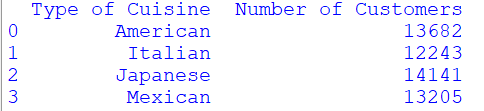 Type of Cuisine Number of Customers
0 American 13682
1 Italian 12243
2 Japanese 14141
3 Mexican 13205